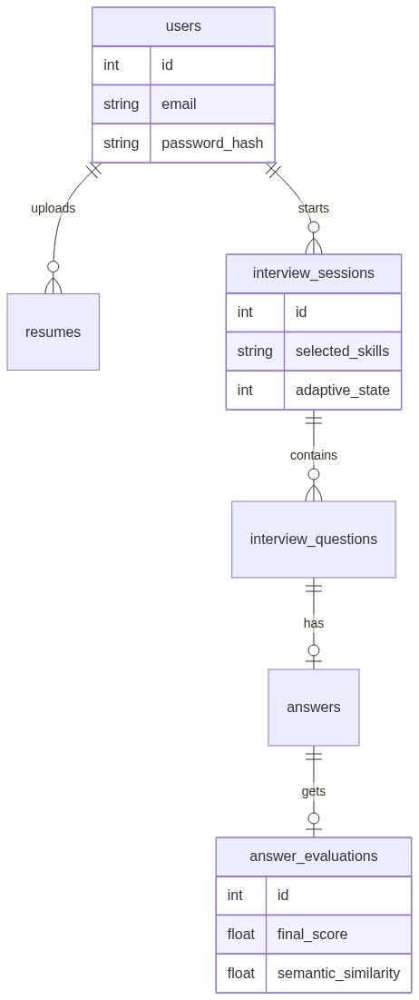 users
int id
string email
string password_hash
uploads starts
interview_sessions
int id
resumes
string selected_skills
int adaptive_state
contains
interview_questions
has
answers
gets
answer_evaluations
int id
float final_score
float semantic_similarity